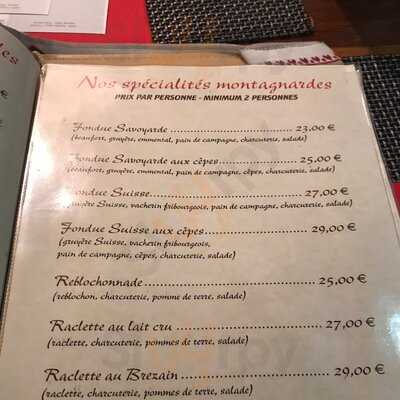 Nos spécialités montagnardes
PRIX PAR PERSONNE - MINIMUM 2 PERSONNES
Fondue Savoyarde 23,00 €
(beaufort, gruyère, emmental, pain de campagne, charcuterie, salade)
Fondue Savoyarde aux cèpes 25,00 €
(beaufort, gruyère, emmental, pain de campagne, cèpes, charcuterie, salade)
Fondue Suisse 27,00 €
(gruyère Suisse, vacherin fribourgeois, pain de campagne, charcuterie, salade)
Fondue Suisse aux cèpes 29,00 €
(gruyère Suisse, vacherin fribourgeois,
pain de campagne, cèpes, charcuterie, salade)
Reblochonnade 25,00 €
(reblochon, charcuterie, pomme de terre, salade)
Raclette au lait cru 27,00 €
(raclette, charcuterie, pommes de terre, salade)
Raclette au Brezain 29,00 €
(raclette, charcuterie, pommes de terre, salade)